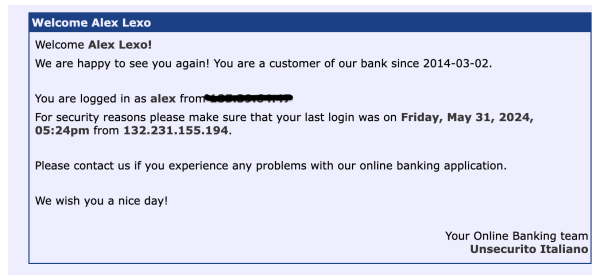 Welcome Alex Lexo
Welcome Alex Lexo!
We are happy to see you again! You are a customer of our bank since 2014-03-02.
You are logged in as alex from
For security reasons please make sure that your last login was on Friday, May 31, 2024,
05:24pm from 132.231.155.194.
Please contact us if you experience any problems with our online banking application.
We wish you a nice day!
Your Online Banking team
Unsecurito Italiano